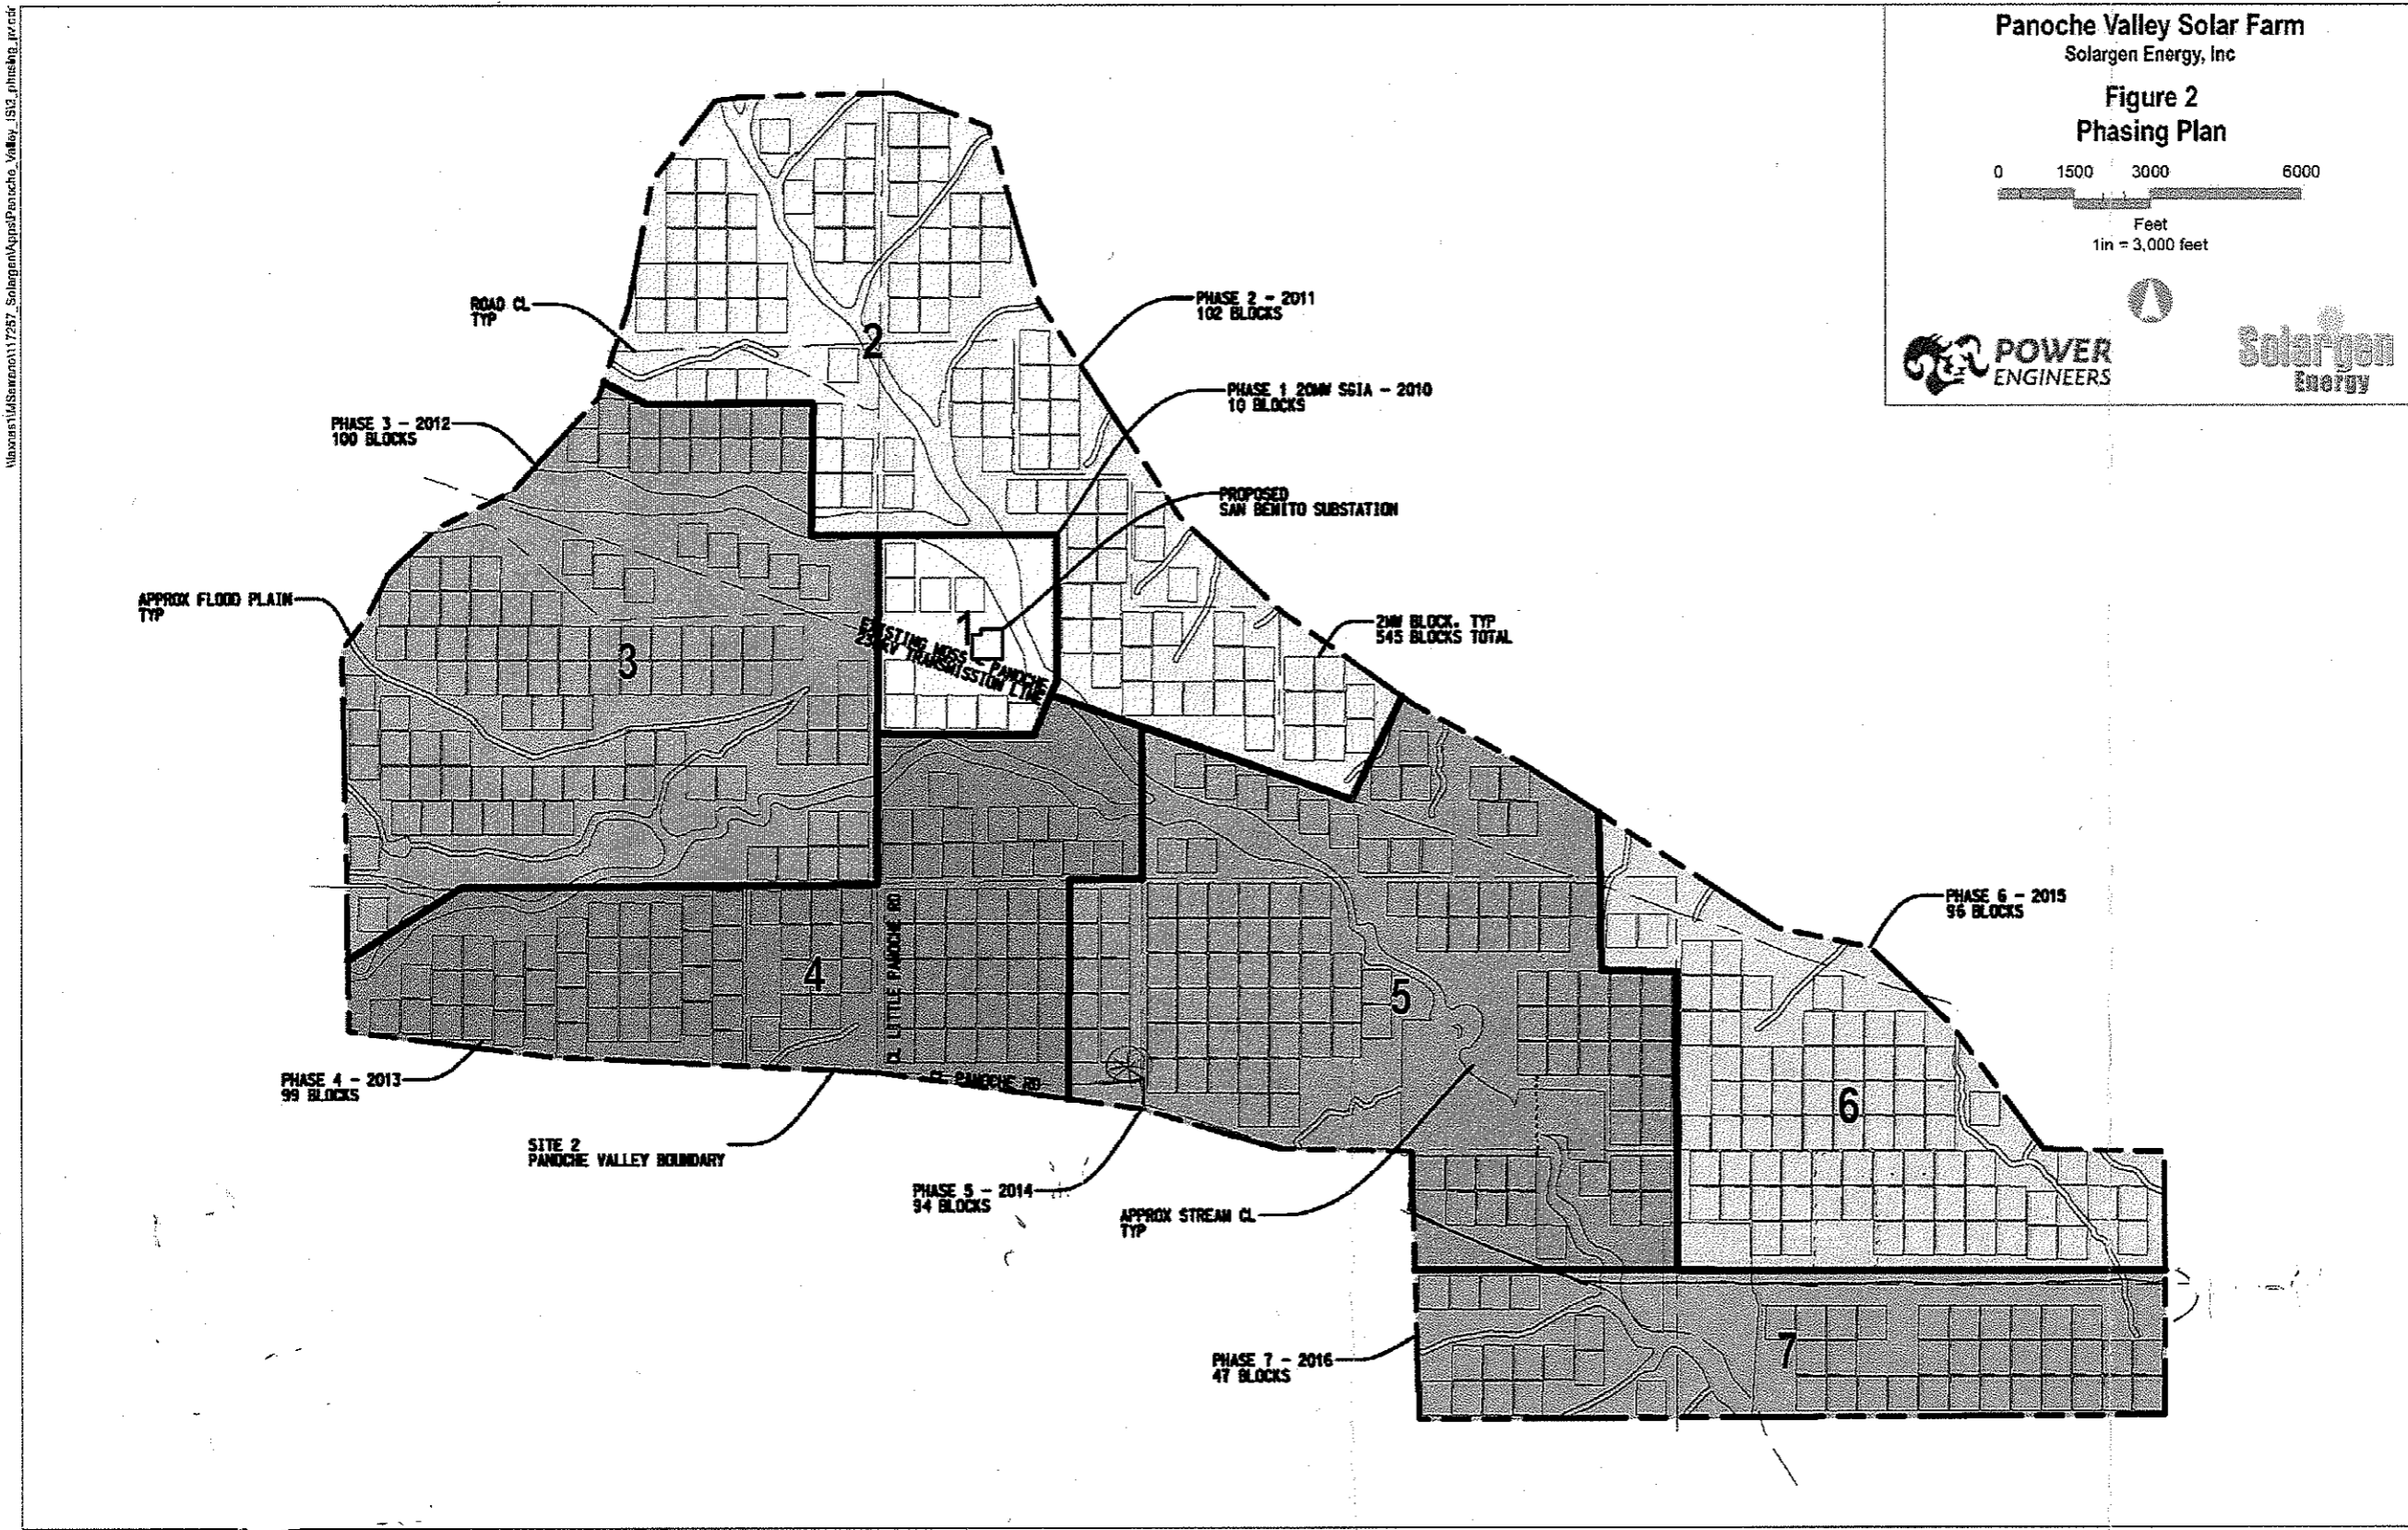 Panoche Valley Solar Farm
Solargen Energy, Inc
Figure 2
Phasing Plan
0 1500 3000 6000
Feet
1in = 3,000 feet
POWER
ENGINEERS
Solargen
Energy
ROAD CL
TYP
2
PHASE 2 - 2011
102 BLOCKS
PHASE 1 20MW SGIA - 2010
10 BLOCKS
PHASE 3 - 2012
100 BLOCKS
PROPOSED
SAN BENITO SUBSTATION
APPROX FLOOD PLAIN
TYP
3
1
EXISTING MOSS - PANOCHE
230KV TRANSMISSION LINE
2MW BLOCK. TYP
545 BLOCKS TOTAL
PHASE 6 - 2015
96 BLOCKS
4
CL LITTLE PANOCHE RD
5
CL PANOCHE RD
PHASE 4 - 2013
99 BLOCKS
6
SITE 2
PANOCHE VALLEY BOUNDARY
PHASE 5 - 2014
94 BLOCKS
APPROX STREAM CL
TYP
PHASE 7 - 2016
47 BLOCKS
7